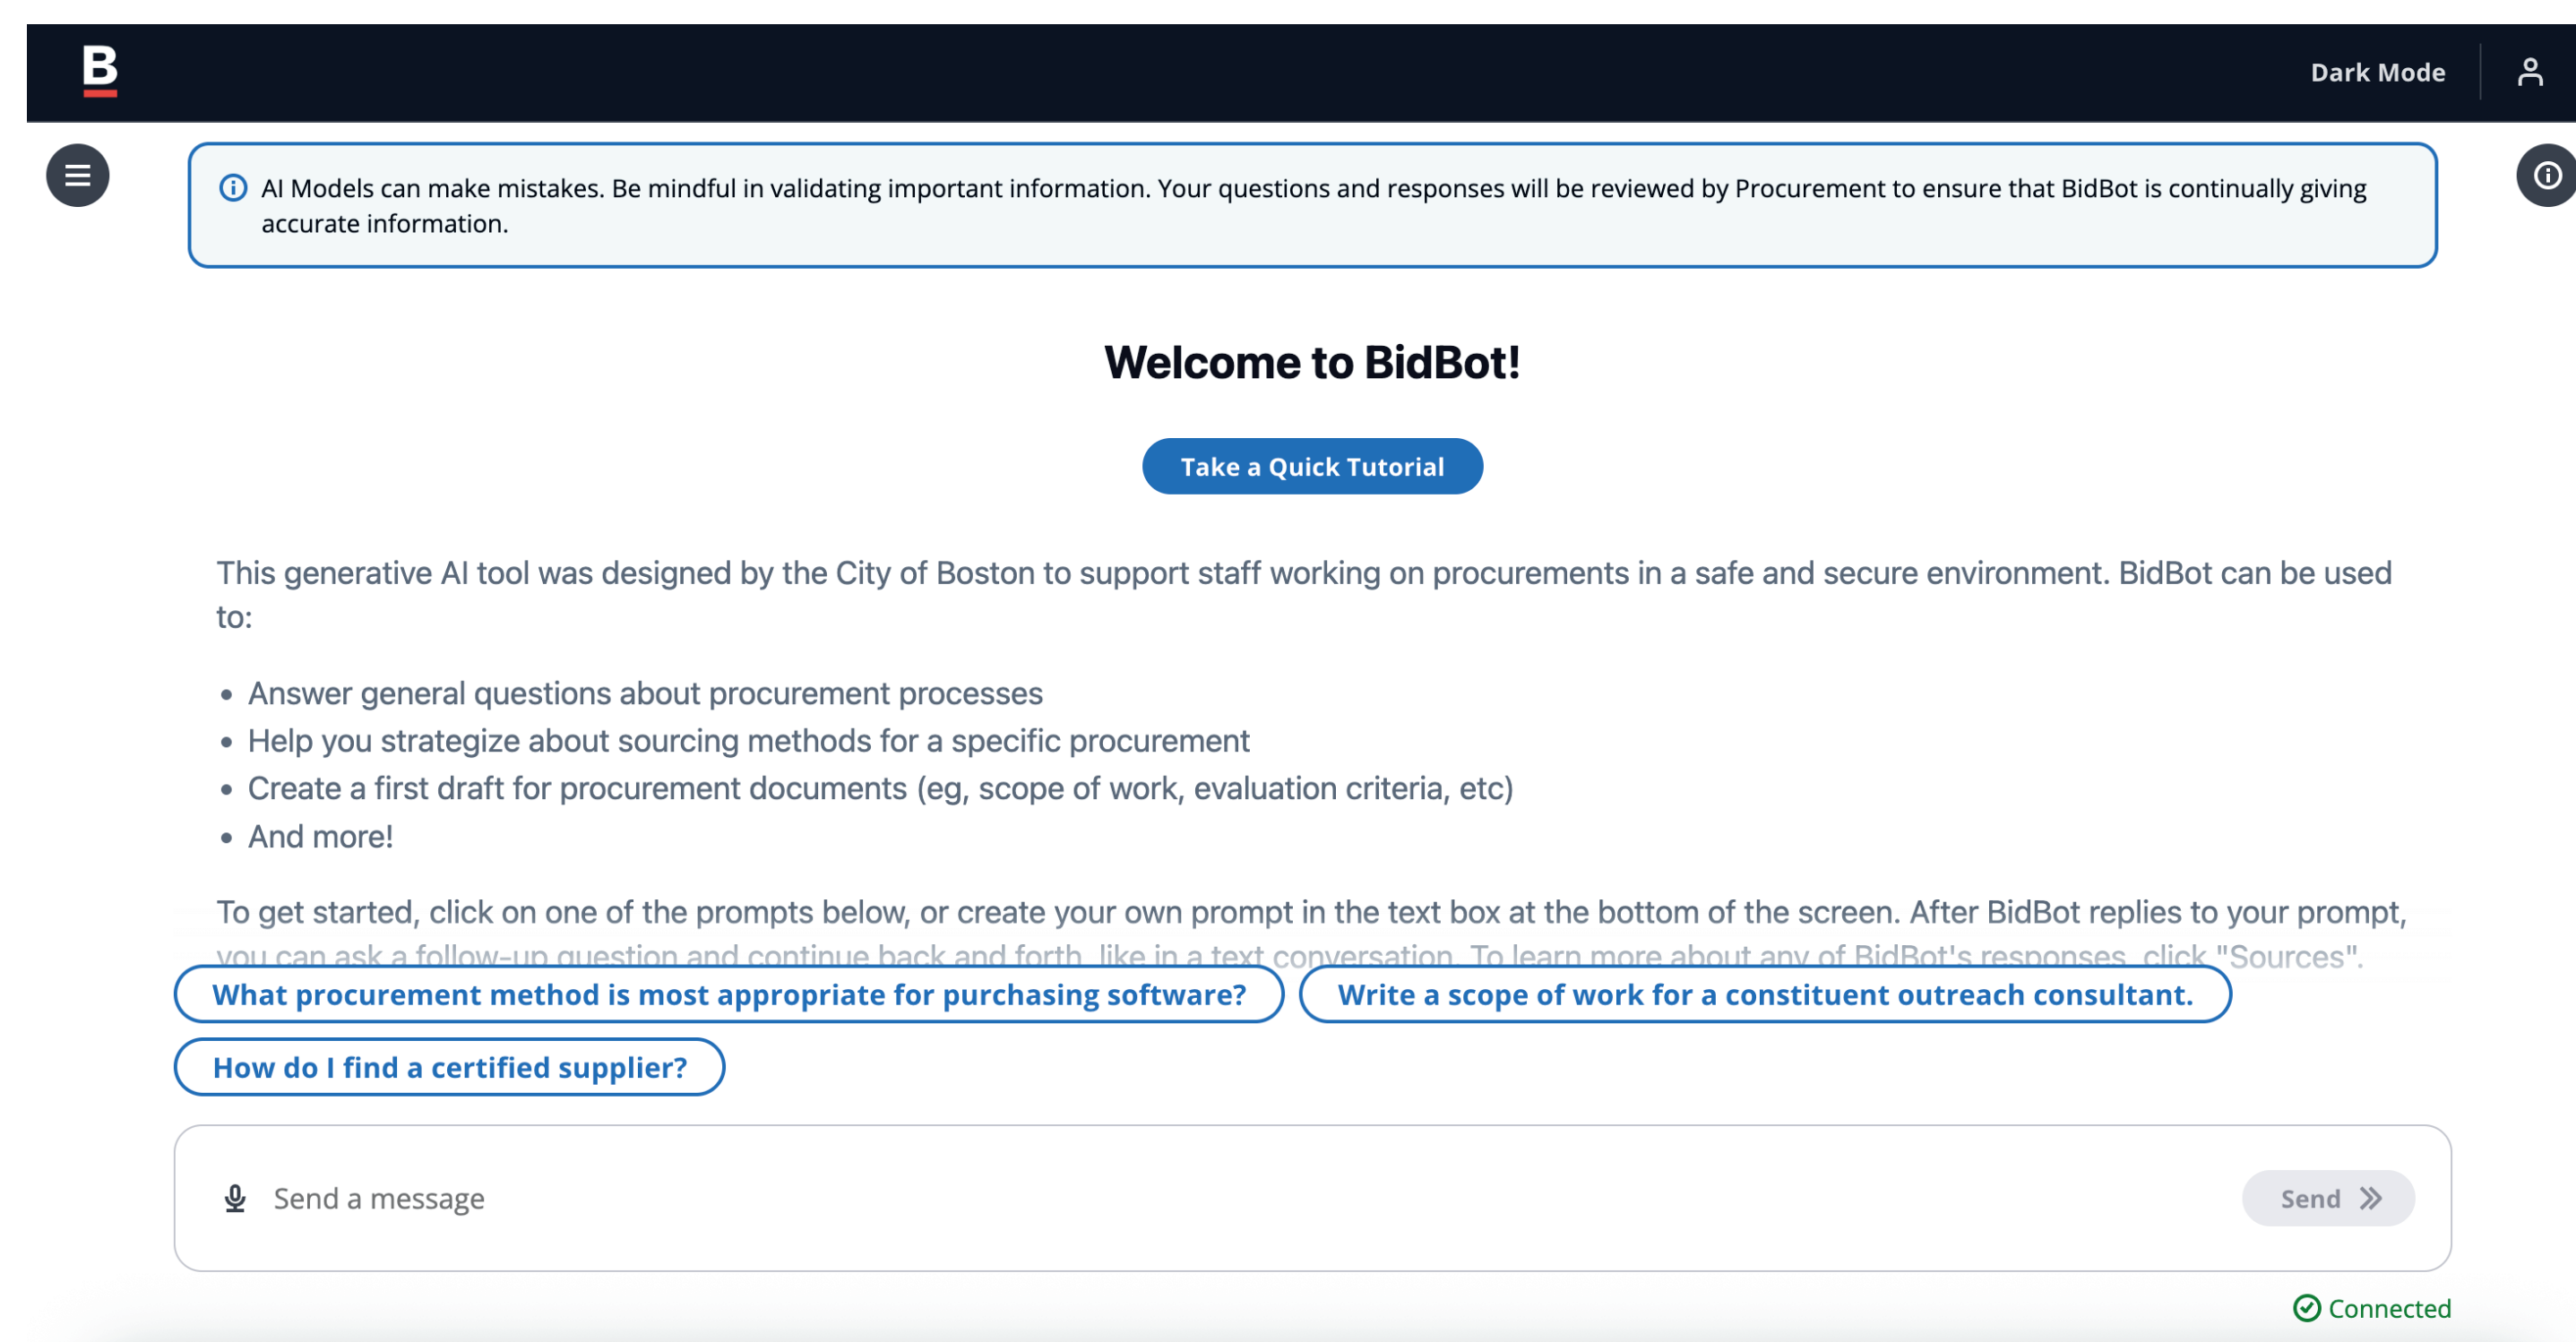 B
Dark Mode
AI Models can make mistakes. Be mindful in validating important information. Your questions and responses will be reviewed by Procurement to ensure that BidBot is continually giving
accurate information.
Welcome to BidBot!
Take a Quick Tutorial
This generative AI tool was designed by the City of Boston to support staff working on procurements in a safe and secure environment. BidBot can be used
to:
• Answer general questions about procurement processes
• Help you strategize about sourcing methods for a specific procurement
• Create a first draft for procurement documents (eg, scope of work, evaluation criteria, etc)
• And more!
To get started, click on one of the prompts below, or create your own prompt in the text box at the bottom of the screen. After BidBot replies to your prompt,
you can ask a follow-up question and continue back and forth, like in a text conversation. To learn more about any of BidBot's responses, click "Sources".
What procurement method is most appropriate for purchasing software?
Write a scope of work for a constituent outreach consultant.
How do I find a certified supplier?
Send a message
Send
Connected